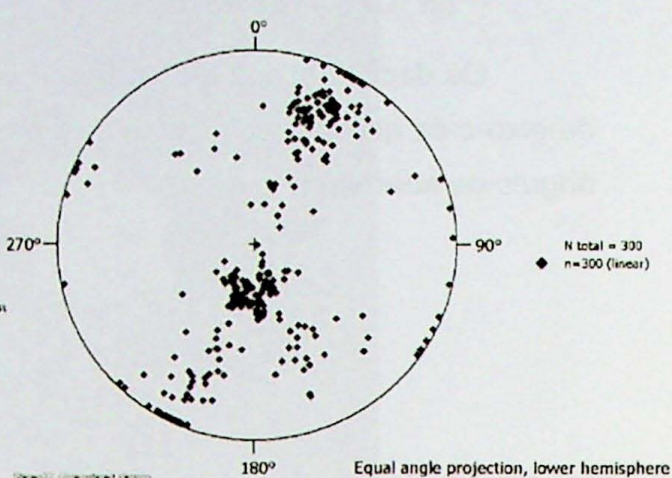 0°
270°
90°
N total = 300
n=300 (linear)
180°
Equal angle projection, lower hemisphere